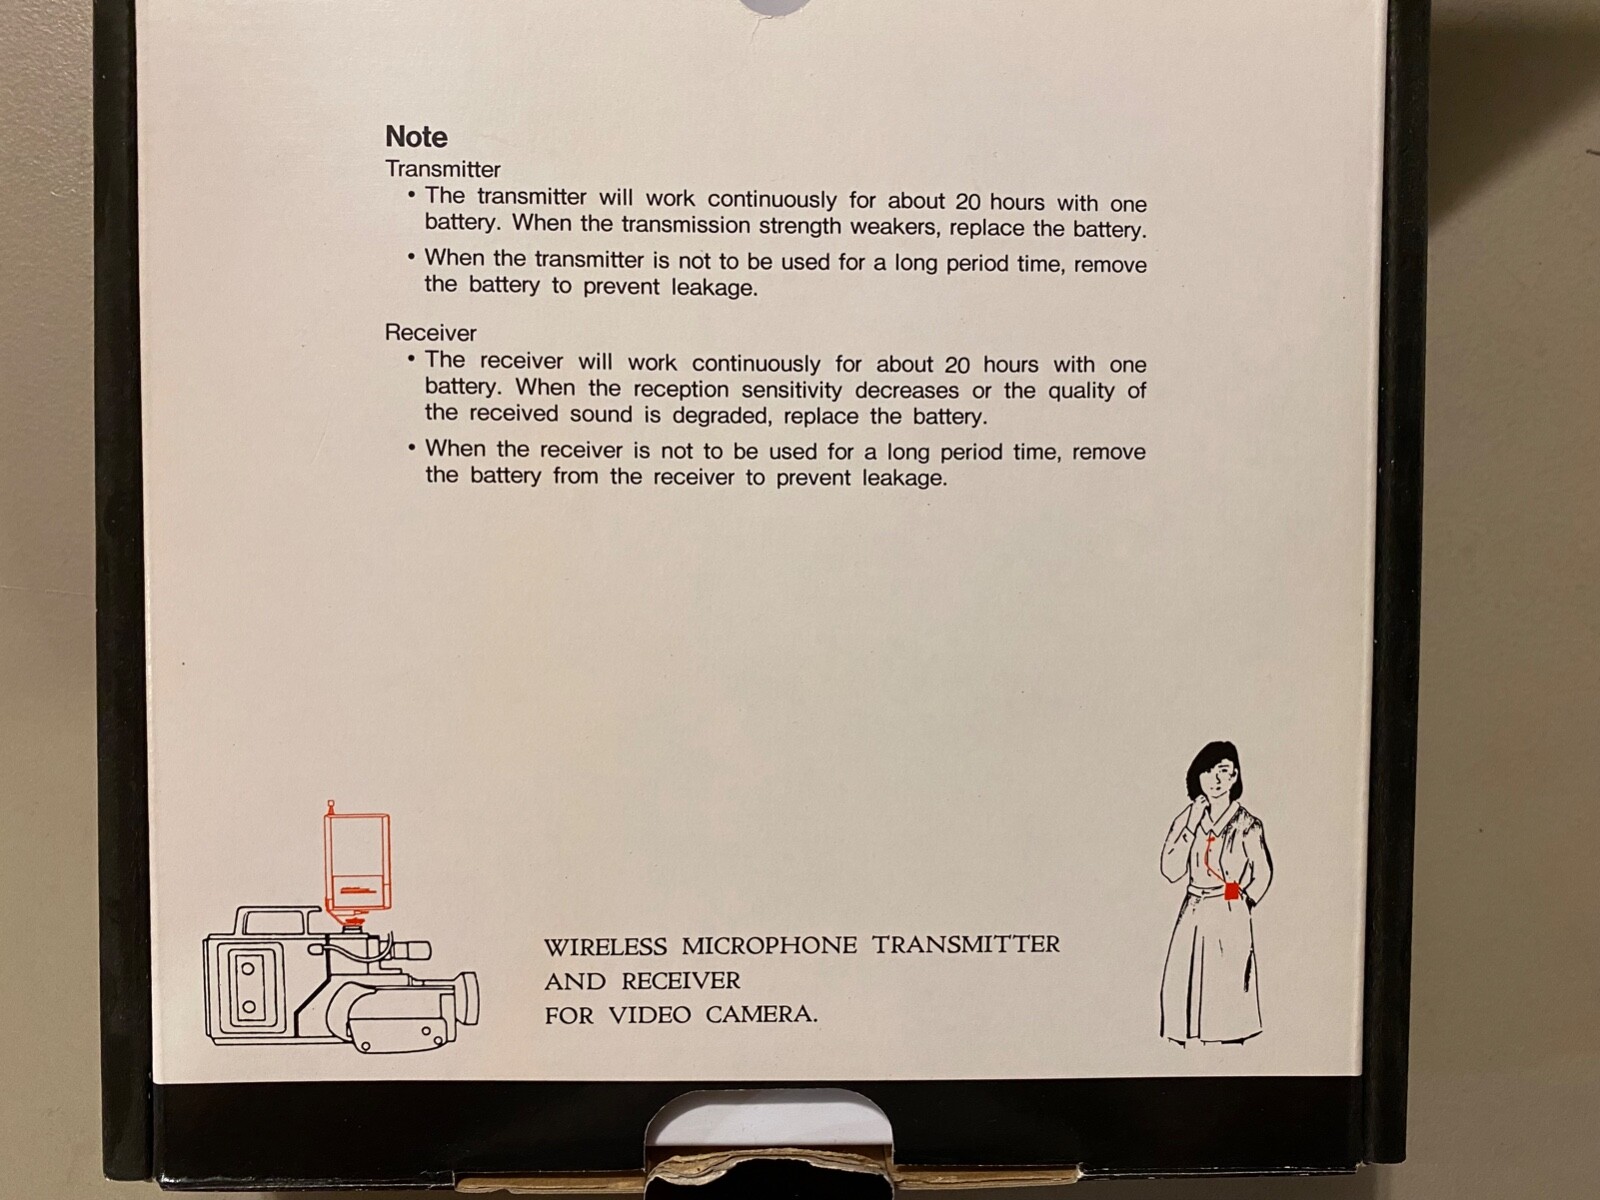 Note
Transmitter
• The transmitter will work continuously for about 20 hours with one
battery. When the transmission strength weakers, replace the battery.
• When the transmitter is not to be used for a long period time, remove
the battery to prevent leakage.
Receiver
• The receiver will work continuously for about 20 hours with one
battery. When the reception sensitivity decreases or the quality of
the received sound is degraded, replace the battery.
• When the receiver is not to be used for a long period time, remove
the battery from the receiver to prevent leakage.
WIRELESS MICROPHONE TRANSMITTER
AND RECEIVER
FOR VIDEO CAMERA.